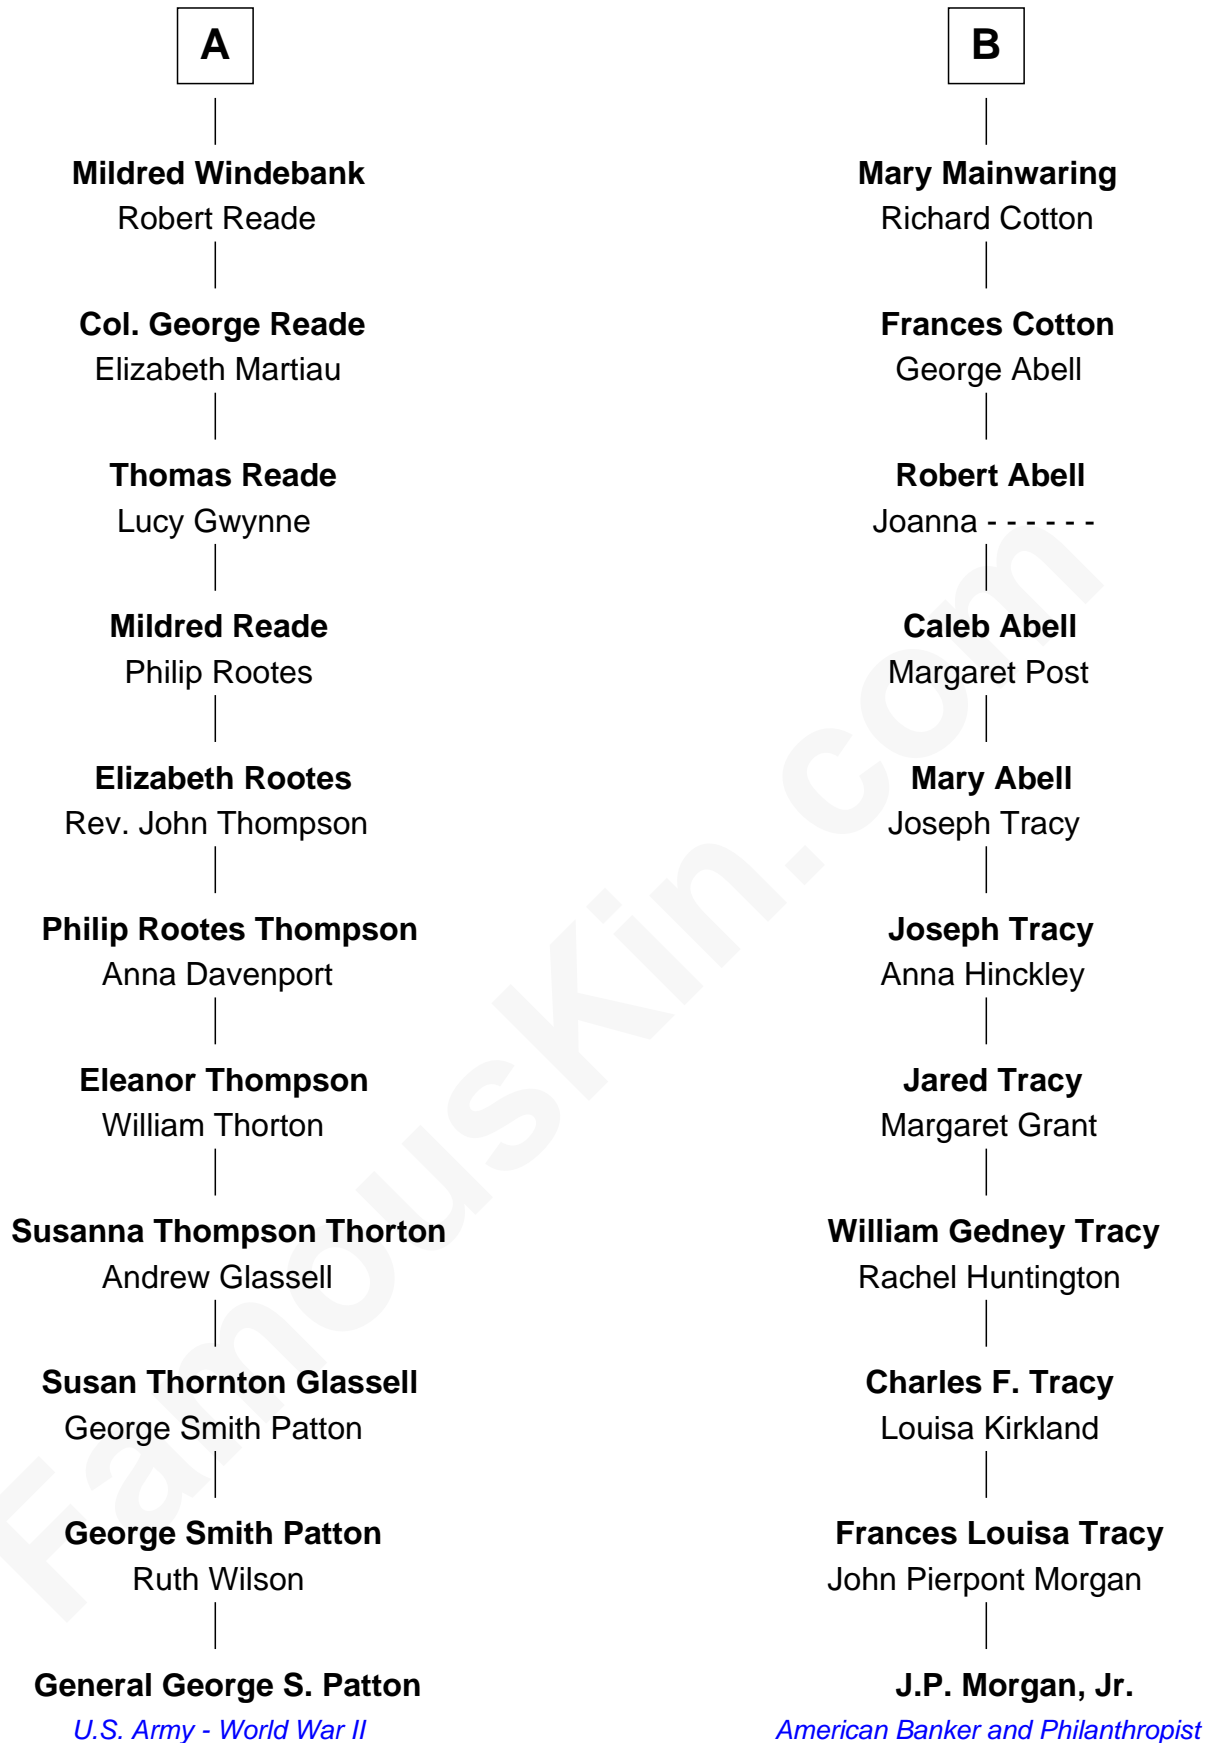 A
Mildred Windebank
Robert Reade
Col. George Reade
Elizabeth Martiau
Thomas Reade
Lucy Gwynne
Mildred Reade
Philip Rootes
Elizabeth Rootes
Rev. John Thompson
Philip Rootes Thompson
Anna Davenport
Eleanor Thompson
William Thorton
Susanna Thompson Thorton
Andrew Glassell
Susan Thornton Glassell
George Smith Patton
George Smith Patton
Ruth Wilson
General George S. Patton
U.S. Army - World War II
B
Mary Mainwaring
Richard Cotton
Frances Cotton
George Abell
Robert Abell
Joanna - - - - - -
Caleb Abell
Margaret Post
Mary Abell
Joseph Tracy
Joseph Tracy
Anna Hinckley
Jared Tracy
Margaret Grant
William Gedney Tracy
Rachel Huntington
Charles F. Tracy
Louisa Kirkland
Frances Louisa Tracy
John Pierpont Morgan
J.P. Morgan, Jr.
American Banker and Philanthropist
FamousKin.com